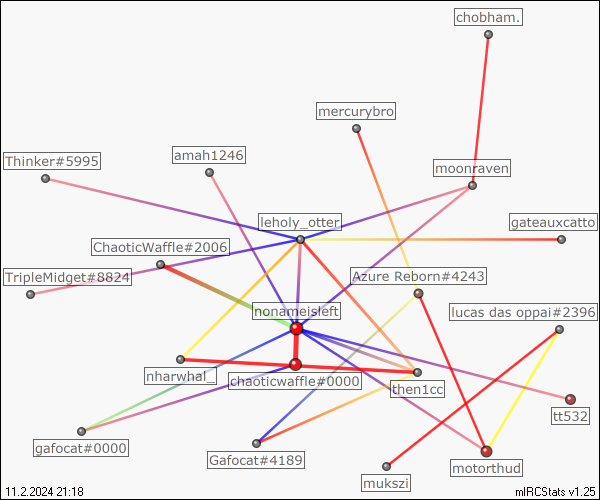 chobham.
mercurybro
Thinker#5995
amah1246
moonraven
leholy_otter
gateauxcatto
ChaoticWaffle#2006
TripleMidget#8824
Azure Reborn#4243
nonameisleft
lucas das oppai#2396
nharwhal_
chaoticwaffle#0000
then1cc
tt532
gafocat#0000
Gafocat#4189
motorthud
mukszi
11.2.2024 21:18
mIRCStats v1.25